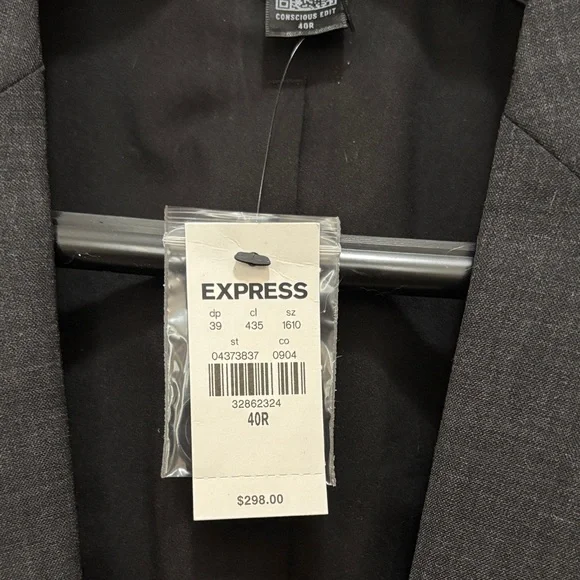 CONSCIOUS EDIT
40R
EXPRESS
dp cl sz
39 435 1610
st co
04373837 0904
32862324
40R
$298.00